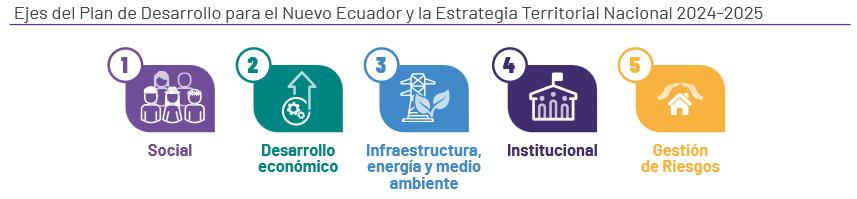 Ejes del Plan de Desarrollo para el Nuevo Ecuador y la Estrategia Territorial Nacional 2024-2025
1
2
3
4
5
Social
Desarrollo
económico
Infraestructura,
energía y medio
ambiente
Institucional
Gestión
de Riesgos